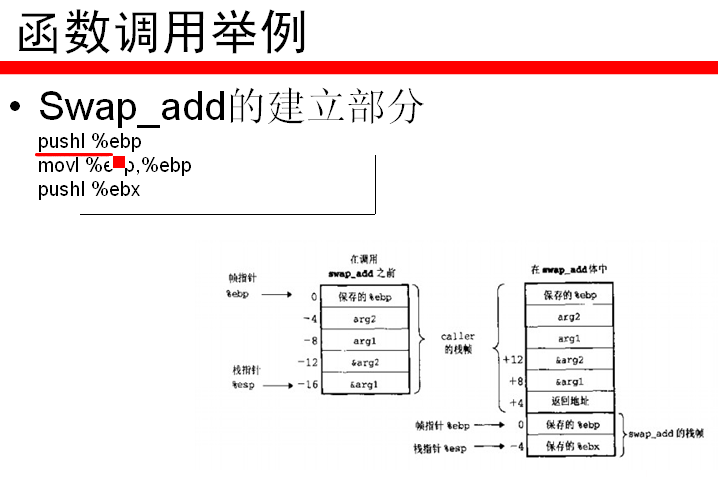 函数调用举例
• Swap_add的建立部分
pushl %ebp
movl %e p,%ebp
pushl %ebx
在调用
swap_add 之前
帧指针
%ebp
0 保存的 %ebp
-4 arg2
-8 arg1
-12 &arg2
栈指针
%esp
-16 &arg1
caller
的栈帧
在 swap_add 体中
保存的 %ebp
arg2
arg1
+12 &arg2
+8 &arg1
+4 返回地址
帧指针 %ebp 0 保存的 %ebp
栈指针 %esp -4 保存的 %ebx
swap_add 的栈帧